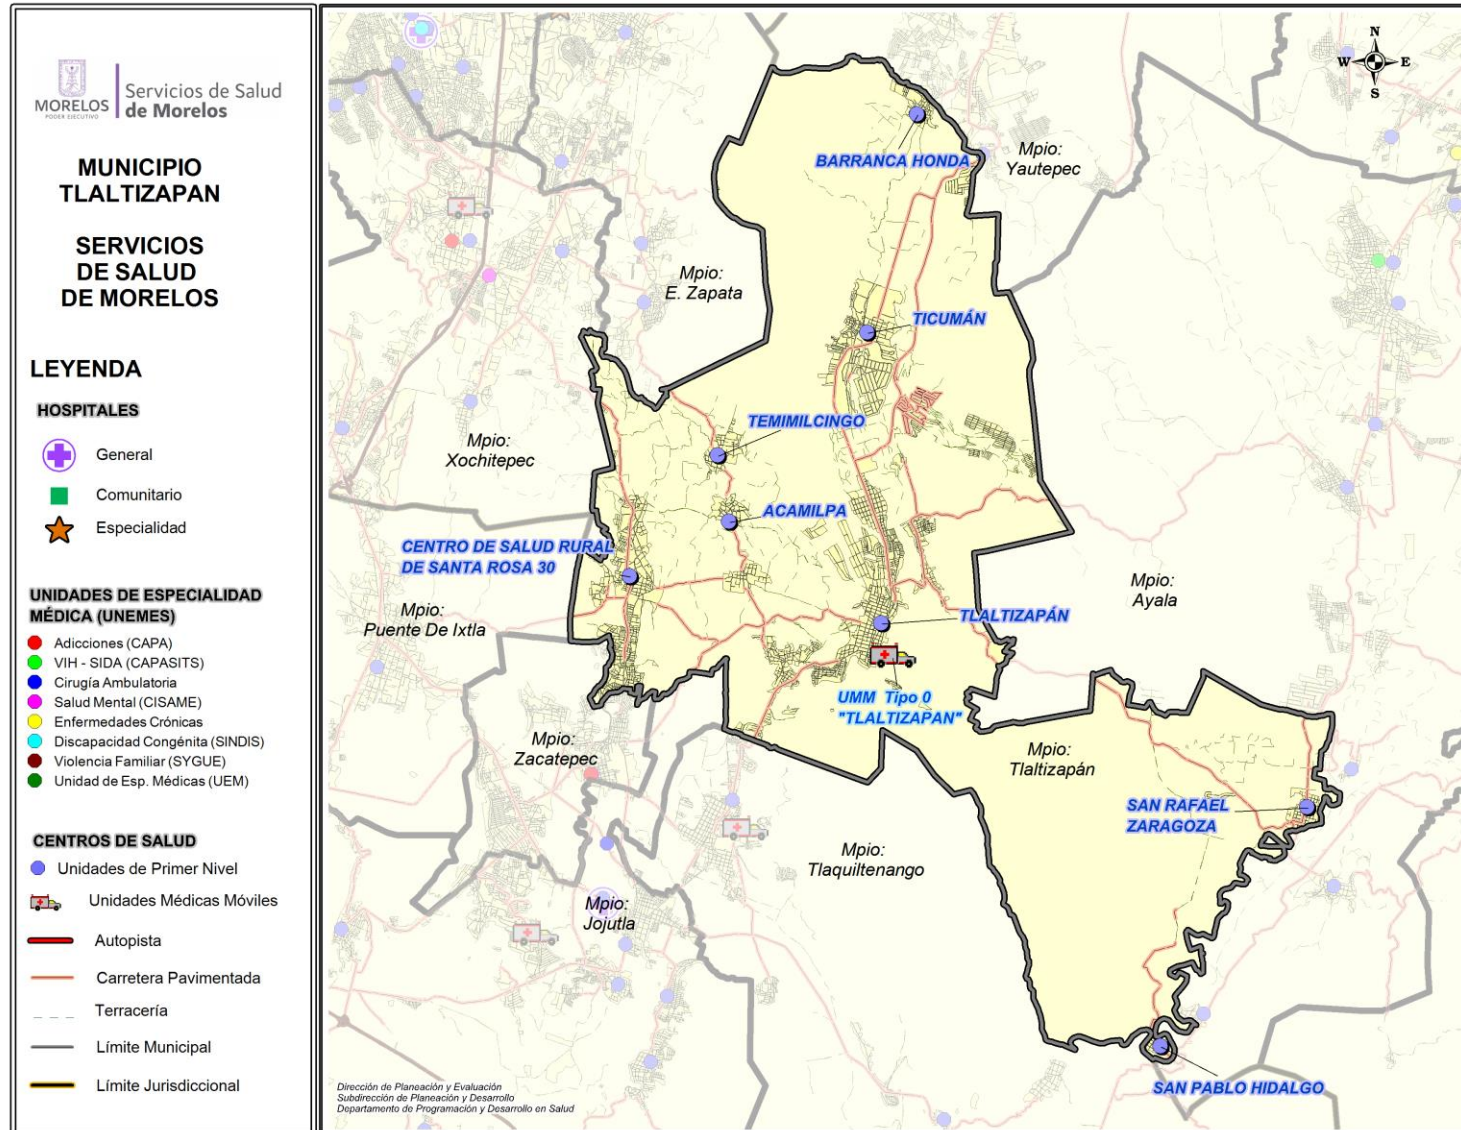 MORELOS
PODER EJECUTIVO
Servicios de Salud
de Morelos
MUNICIPIO
TLALTIZAPAN
SERVICIOS
DE SALUD
DE MORELOS
LEYENDA
HOSPITALES
General
Comunitario
Especialidad
UNIDADES DE ESPECIALIDAD
MÉDICA (UNEMES)
Adicciones (CAPA)
VIH - SIDA (CAPASITS)
Cirugía Ambulatoria
Salud Mental (CISAME)
Enfermedades Crónicas
Discapacidad Congénita (SINDIS)
Violencia Familiar (SYGUE)
Unidad de Esp. Médicas (UEM)
CENTROS DE SALUD
Unidades de Primer Nivel
Unidades Médicas Móviles
Autopista
Carretera Pavimentada
Terracería
Límite Municipal
Límite Jurisdiccional
N
W E
S
BARRANCA HONDA
Mpio:
Yautepec
Mpio:
E. Zapata
TICUMÁN
TEMIMILCINGO
Mpio:
Xochitepec
ACAMILPA
CENTRO DE SALUD RURAL
DE SANTA ROSA 30
Mpio:
Ayala
Mpio:
Puente De Ixtla
TLALTIZAPÁN
UMM Tipo 0
"TLALTIZAPAN"
Mpio:
Zacatepec
Mpio:
Tlaltizapán
SAN RAFAEL
ZARAGOZA
Mpio:
Tlaquiltenango
Mpio:
Jojutla
SAN PABLO HIDALGO
Dirección de Planeación y Evaluación
Subdirección de Planeación y Desarrollo
Departamento de Programación y Desarrollo en Salud